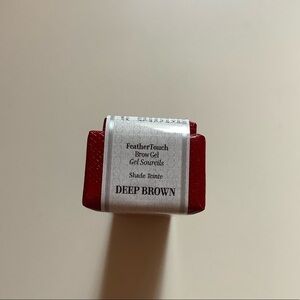 FeatherTouch
Brow Gel
Gel Sourcils
Shade Teinte
DEEP BROWN